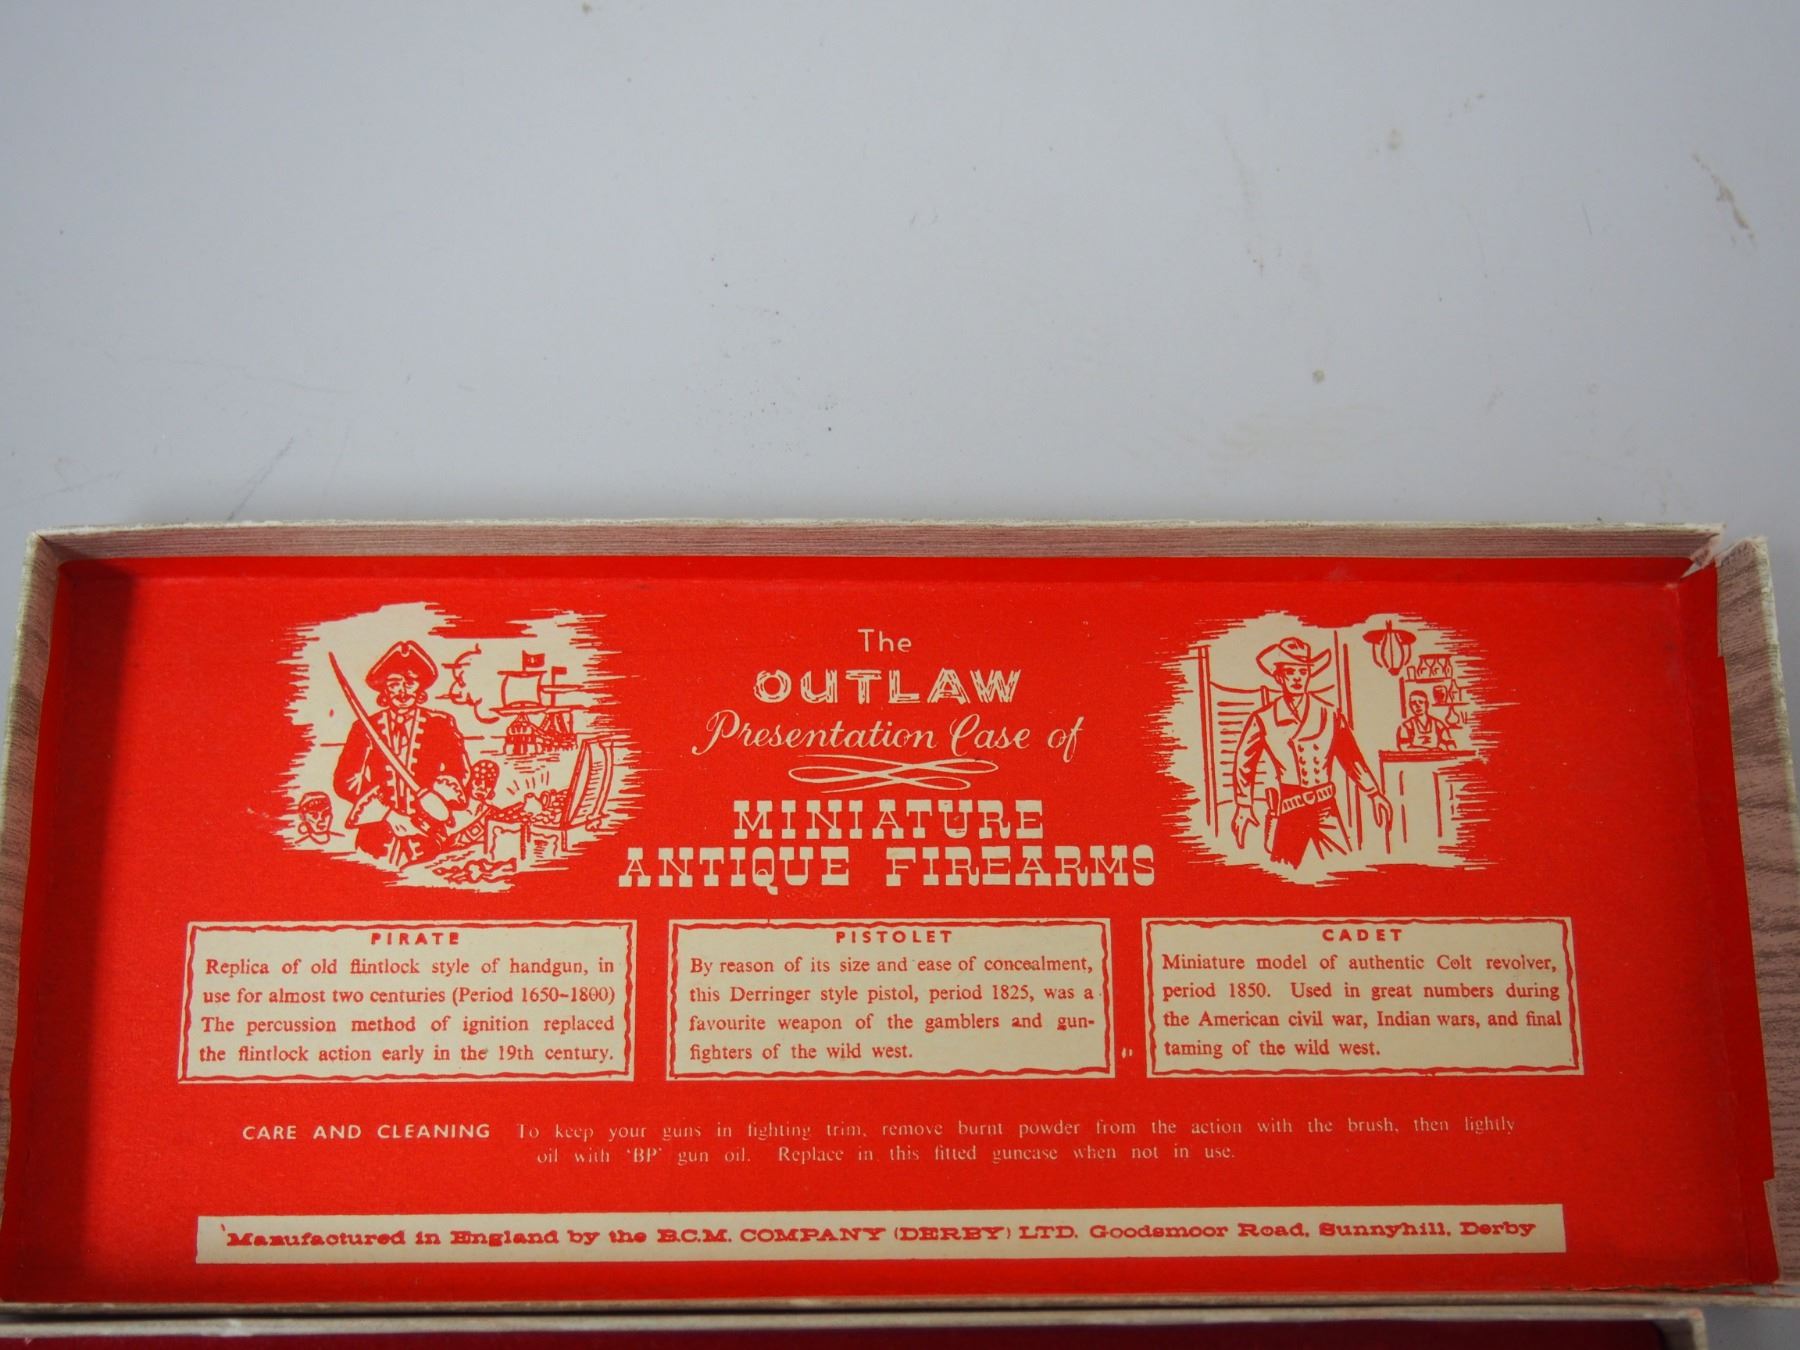 The
OUTLAW
Presentation Case of
MINIATURE
ANTIQUE FIREARMS
PIRATE
Replica of old flintlock style of handgun, in
use for almost two centuries (Period 1650-1800)
The percussion method of ignition replaced
the flintlock action early in the 19th century.
PISTOLET
By reason of its size and ease of concealment,
this Derringer style pistol, period 1825, was a
favourite weapon of the gamblers and gun-
fighters of the wild west.
CADET
Miniature model of authentic Colt revolver,
period 1850. Used in great numbers during
the American civil war, Indian wars, and final
taming of the wild west.
CARE AND CLEANING To keep your guns in fighting trim, remove burnt powder from the action with the brush, then lightly
oil with 'BP' gun oil. Replace in this fitted guncase when not in use.
Manufactured in England by the B.C.M. COMPANY (DERBY) LTD. Goodsmoor Road, Sunnyhill, Derby